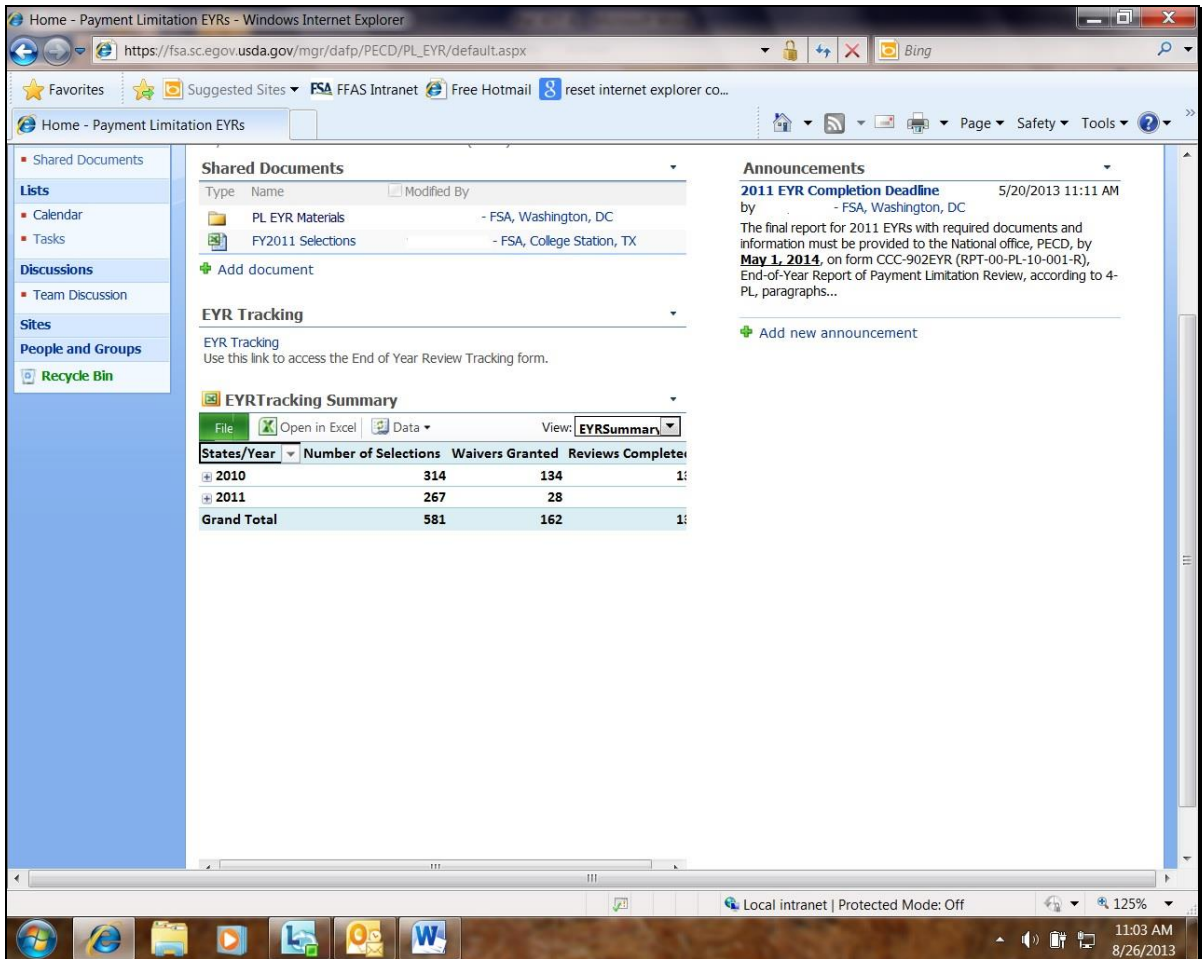 Home - Payment Limitation EYRs - Windows Internet Explorer
https://fsa.sc.egov.usda.gov/mgr/dafp/PECD/PL_EYR/default.aspx
Bing
Favorites
Suggested Sites
FSA FFAS Intranet
Free Hotmail
reset internet explorer co...
Home - Payment Limitation EYRs
Page
Safety
Tools
Shared Documents
Lists
Calendar
Tasks
Discussions
Team Discussion
Sites
People and Groups
Recycle Bin
Shared Documents
Type Name Modified By
PL EYR Materials - FSA, Washington, DC
FY2011 Selections - FSA, College Station, TX
Add document
EYR Tracking
EYR Tracking
Use this link to access the End of Year Review Tracking form.
EYRTracking Summary
File Open in Excel Data View: EYRSummary
States/Year Number of Selections Waivers Granted Reviews Complete
2010 314 134
2011 267 28
Grand Total 581 162
Announcements
2011 EYR Completion Deadline 5/20/2013 11:11 AM
by - FSA, Washington, DC
The final report for 2011 EYRs with required documents and
information must be provided to the National office, PECD, by
May 1, 2014, on form CCC-902EYR (RPT-00-PL-10-001-R),
End-of-Year Report of Payment Limitation Review, according to 4-
PL, paragraphs...
Add new announcement
Local intranet | Protected Mode: Off
125%
11:03 AM
8/26/2013